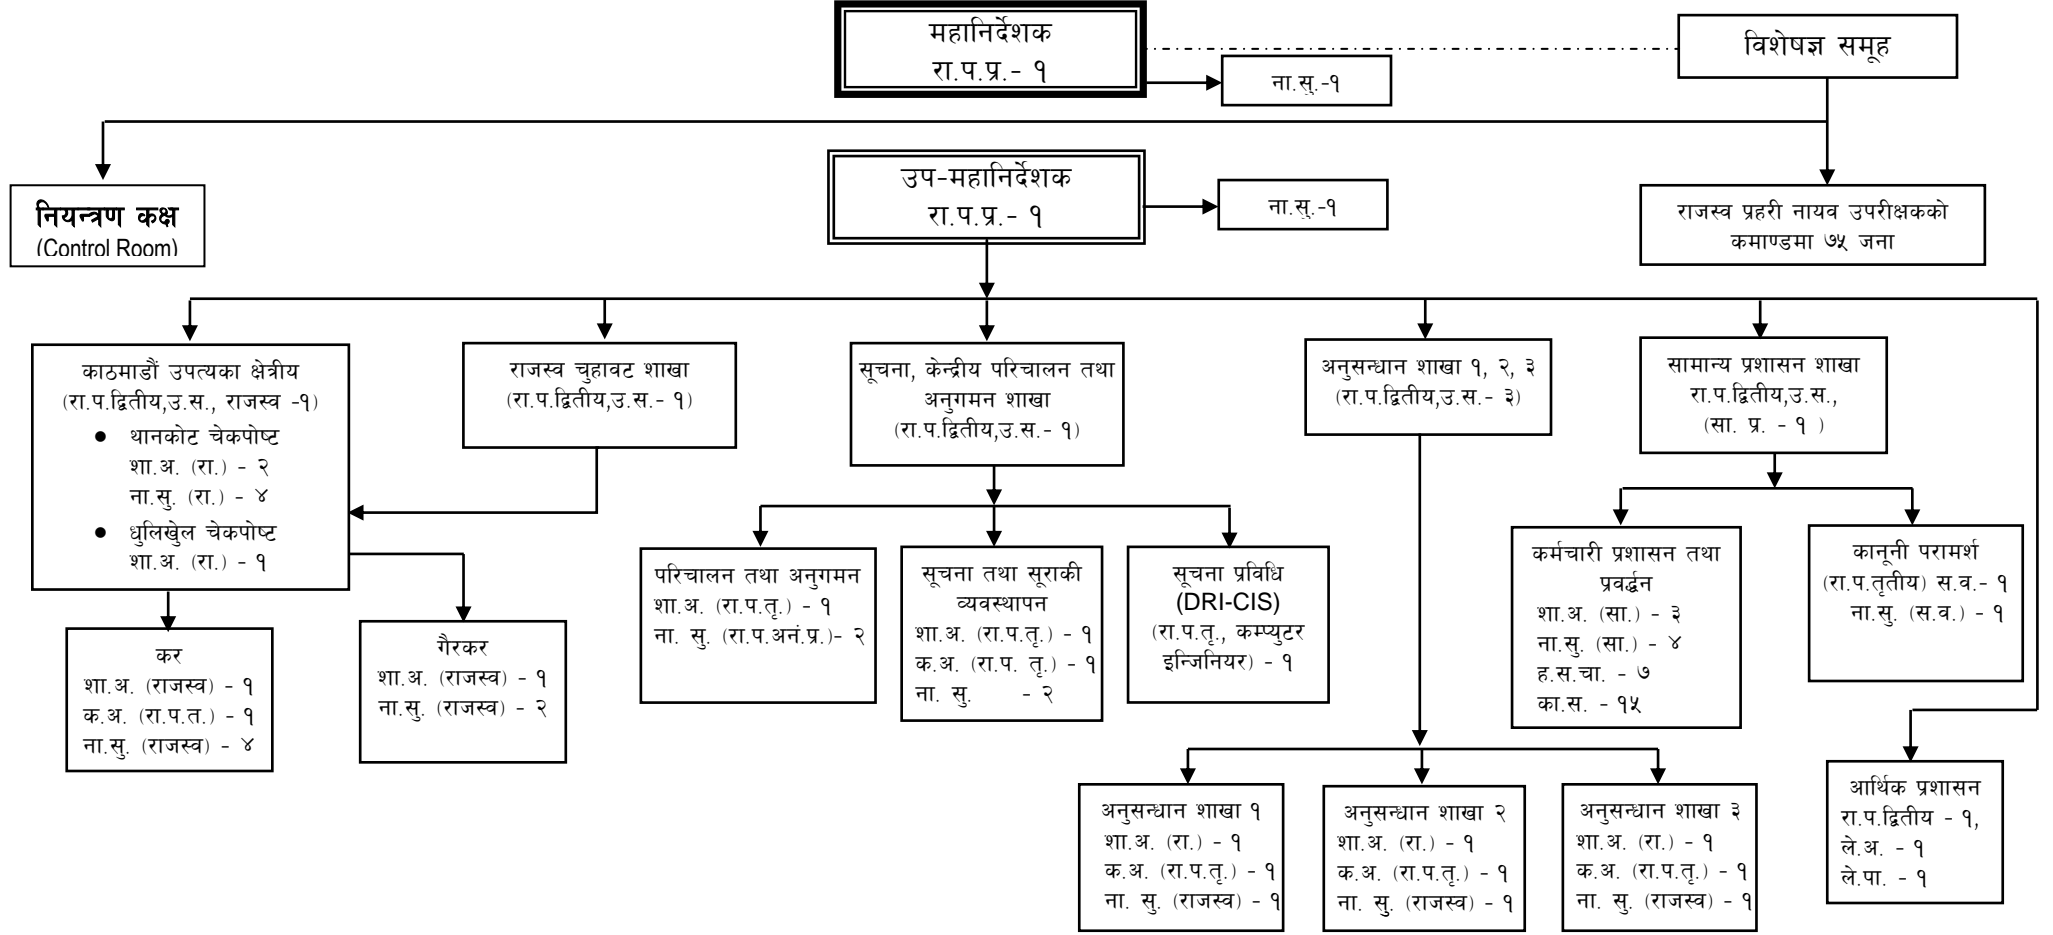 महानिर्देशक
रा.प.प्र.- १
विशेषज्ञ समूह
ना.सु.-१
उप-महानिर्देशक
रा.प.प्र.- १
ना.सु.-१
नियन्त्रण कक्ष
(Control Room)
राजस्व प्रहरी नायव उपरीक्षकको
कमाण्डमा ७५ जना
काठमाडौं उपत्यका क्षेत्रीय
(रा.प.द्वितीय,उ.स., राजस्व -१)
• थानकोट चेकपोष्ट
शा.अ. (रा.) - २
ना.सु. (रा.) - ४
• धुलिखेल चेकपोष्ट
शा.अ. (रा.) - १
राजस्व चुहावट शाखा
(रा.प.द्वितीय,उ.स.- १)
सूचना, केन्द्रीय परिचालन तथा
अनुगमन शाखा
(रा.प.द्वितीय,उ.स.- १)
अनुसन्धान शाखा १, २, ३
(रा.प.द्वितीय,उ.स.- ३)
सामान्य प्रशासन शाखा
रा.प.द्वितीय,उ.स.,
(सा. प्र. - १ )
कर
शा.अ. (राजस्व) - १
क.अ. (रा.प.त.) - १
ना.सु. (राजस्व) - ४
गैरकर
शा.अ. (राजस्व) - १
ना.सु. (राजस्व) - २
परिचालन तथा अनुगमन
शा.अ. (रा.प.तृ.) - १
ना. सु. (रा.प.अनं.प्र.)- २
सूचना तथा सूराकी
व्यवस्थापन
शा.अ. (रा.प.तृ.) - १
क.अ. (रा.प. तृ.) - १
ना. सु. - २
सूचना प्रविधि
(DRI-CIS)
(रा.प.तृ., कम्प्युटर
इन्जिनियर) - १
कर्मचारी प्रशासन तथा
प्रवर्द्धन
शा.अ. (सा.) - ३
ना.सु. (सा.) - ४
ह.स.चा. - ७
का.स. - १५
कानूनी परामर्श
(रा.प.तृतीय) स.व.- १
ना.सु. (स.व.) - १
अनुसन्धान शाखा १
शा.अ. (रा.) - १
क.अ. (रा.प.तृ.) - १
ना. सु. (राजस्व) - १
अनुसन्धान शाखा २
शा.अ. (रा.) - १
क.अ. (रा.प.तृ.) - १
ना. सु. (राजस्व) - १
अनुसन्धान शाखा ३
शा.अ. (रा.) - १
क.अ. (रा.प.तृ.) - १
ना. सु. (राजस्व) - १
आर्थिक प्रशासन
रा.प.द्वितीय - १,
ले.अ. - १
ले.पा. - १